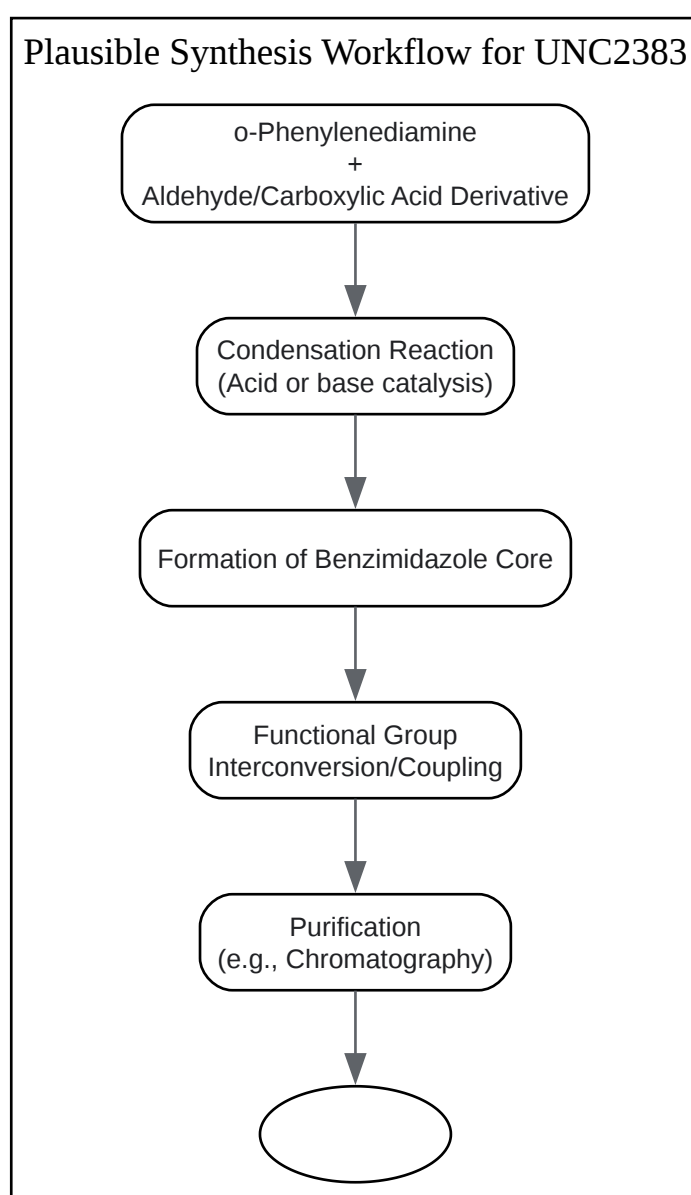 Plausible Synthesis Workflow for UNC2383
o-Phenylenediamine
+
Aldehyde/Carboxylic Acid Derivative
Condensation Reaction
(Acid or base catalysis)
Formation of Benzimidazole Core
Functional Group
Interconversion/Coupling
Purification
(e.g., Chromatography)